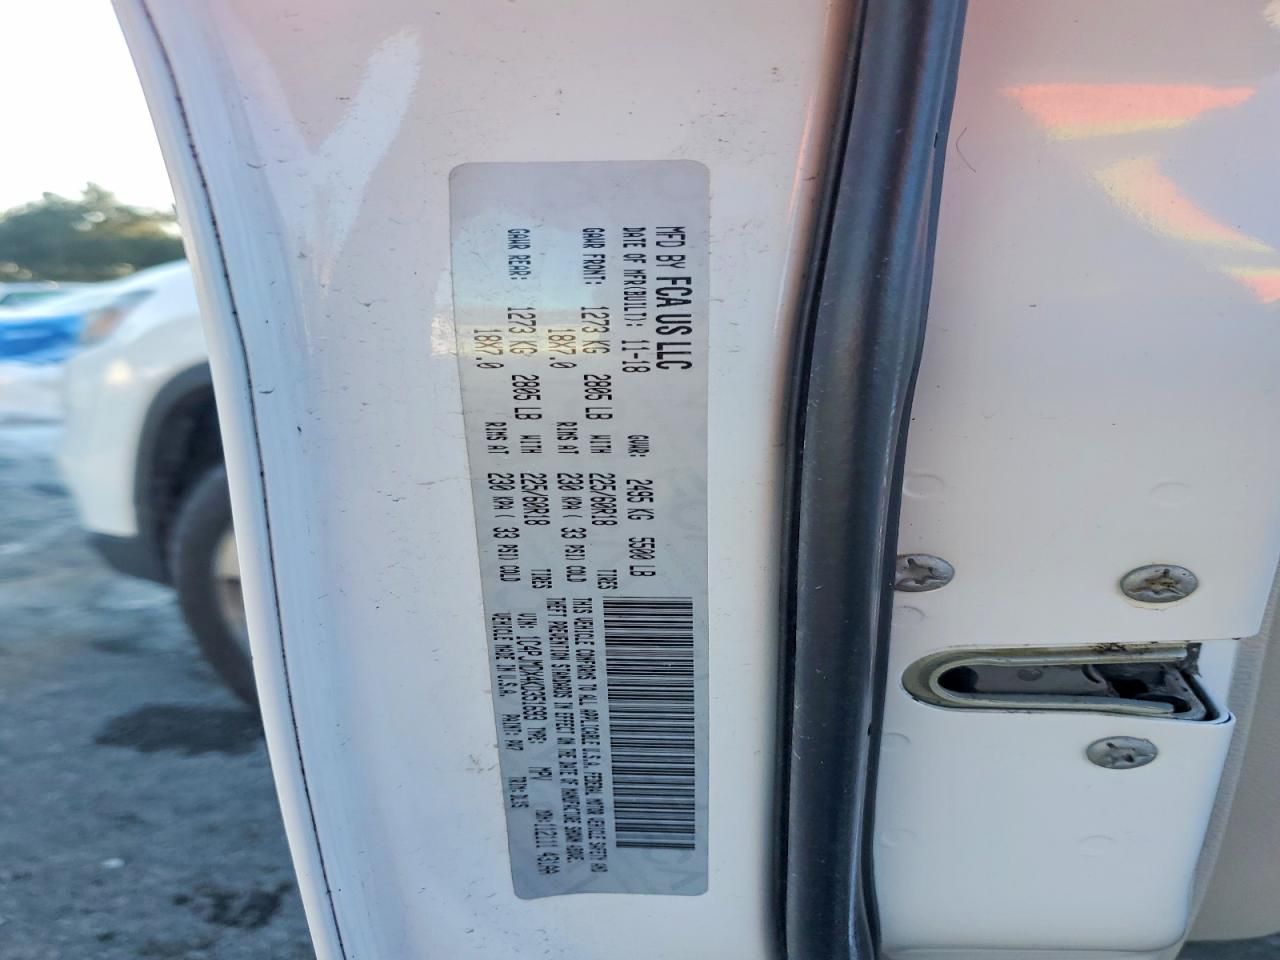 MFD BY FCA US LLC
DATE OF MFR(BUILT): 11-18 GVWR: 2495 KG 5500 LB
GAWR FRONT: 1273 KG 2805 LB WITH 225/60R18 TIRES
18X7.0 RIMS AT 230 KPA ( 33 PSI) COLD
GAWR REAR: 1273 KG 2805 LB WITH 225/60R18 TIRES
18X7.0 RIMS AT 230 KPA ( 33 PSI) COLD
THIS VEHICLE CONFORMS TO ALL APPLICABLE U.S.A. FEDERAL MOTOR VEHICLE SAFETY AND
THEFT PREVENTION STANDARDS IN EFFECT ON THE DATE OF MANUFACTURE SHOWN ABOVE.
VIN: TYPE: MPV
VEHICLE MADE IN U.S.A. PAINT: PW7